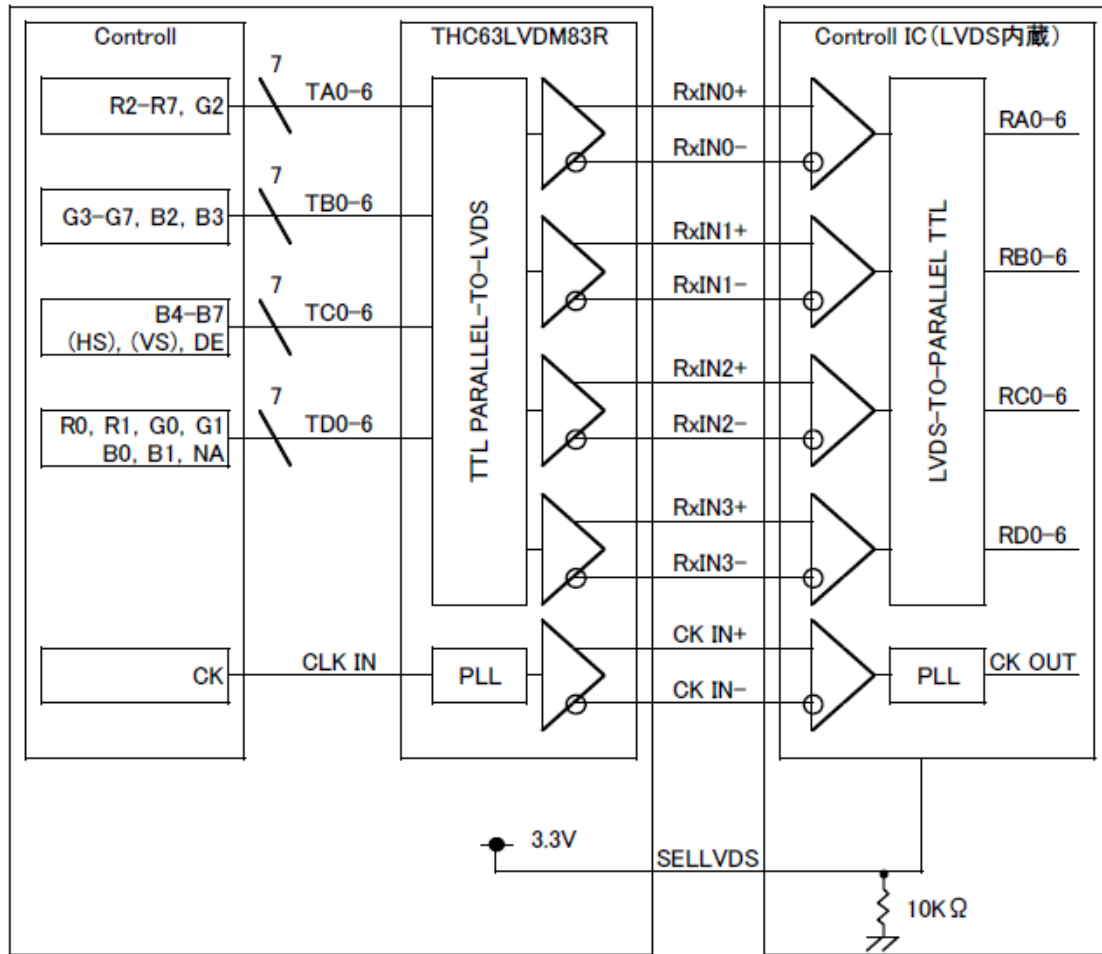 Controll
THC63LVDM83R
Controll IC(LVDS内蔵)
R2-R7, G2
7
TA0-6
RxIN0+
RxIN0-
RA0-6
G3-G7, B2, B3
7
TB0-6
RxIN1+
RxIN1-
RB0-6
B4-B7
(HS), (VS), DE
7
TC0-6
RxIN2+
RxIN2-
RC0-6
R0, R1, G0, G1
B0, B1, NA
7
TD0-6
RxIN3+
RxIN3-
RD0-6
TTL PARALLEL-TO-LVDS
LVDS-TO-PARALLEL TTL
CK
CLK IN
PLL
CK IN+
CK IN-
PLL
CK OUT
3.3V
SELLVDS
10KΩ